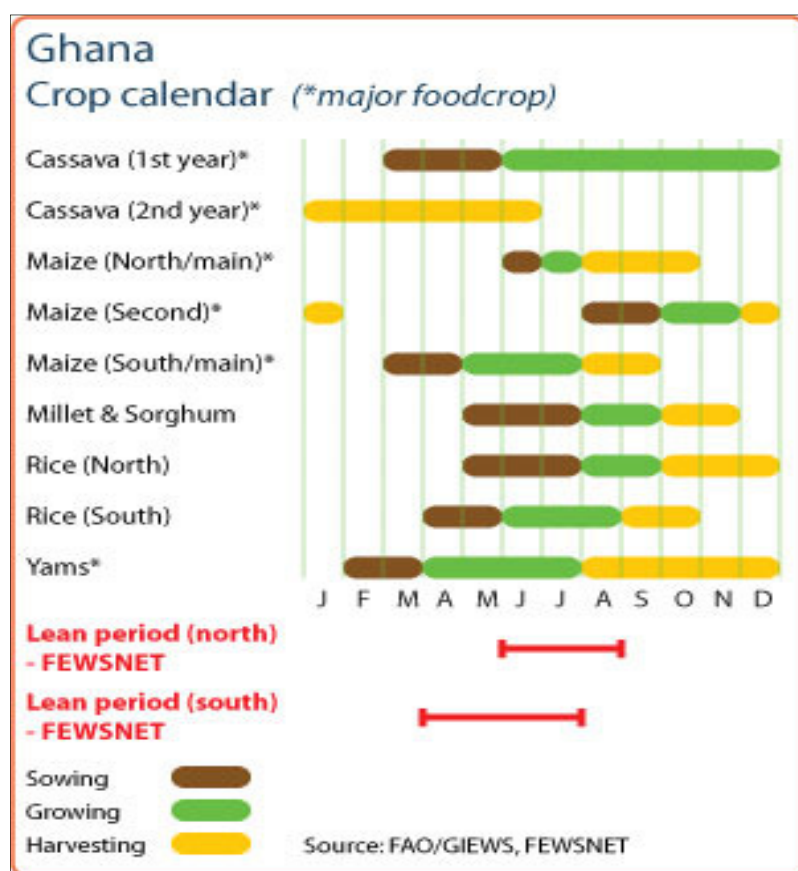 Ghana
Crop calendar (*major foodcrop)
Cassava (1st year)*
Cassava (2nd year)*
Maize (North/main)*
Maize (Second)*
Maize (South/main)*
Millet & Sorghum
Rice (North)
Rice (South)
Yams*
J F M A M J J A S O N D
Lean period (north)
- FEWSNET
Lean period (south)
- FEWSNET
Sowing
Growing
Harvesting
Source: FAO/GIEWS, FEWSNET